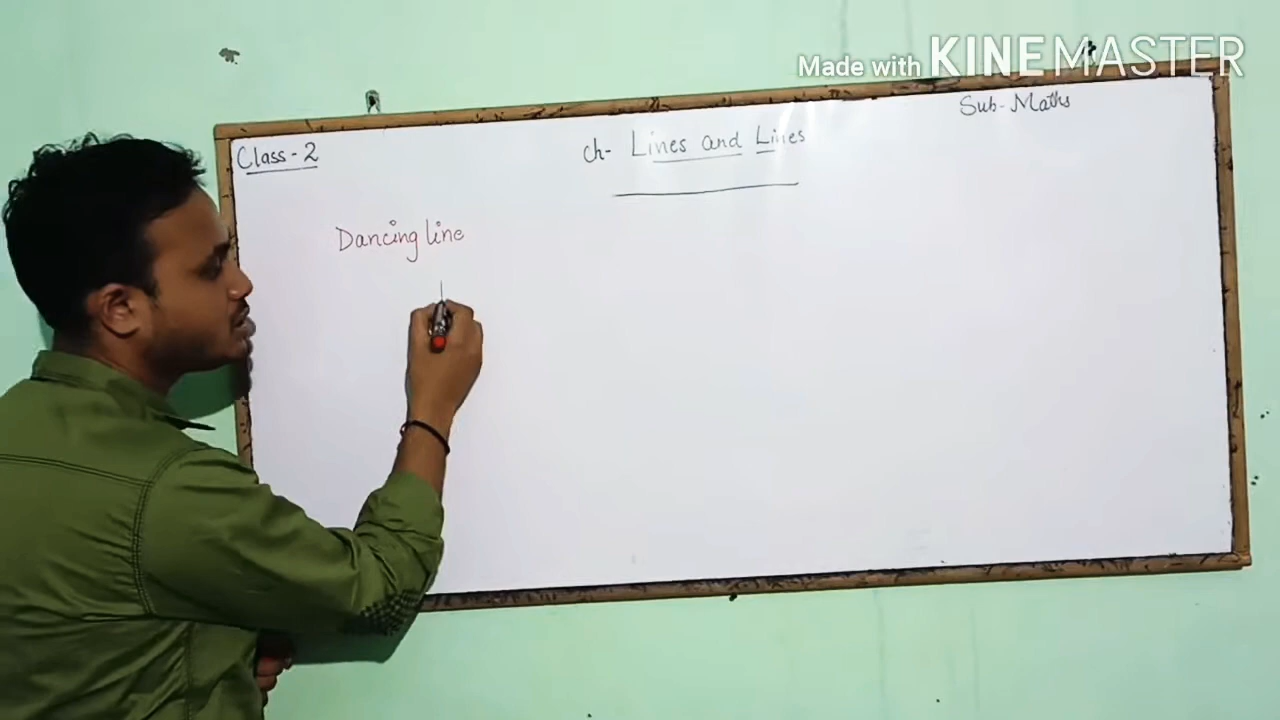 Made with KINEMASTER
Sub- Maths
Class - 2
ch- Lines and Lines
Dancing line